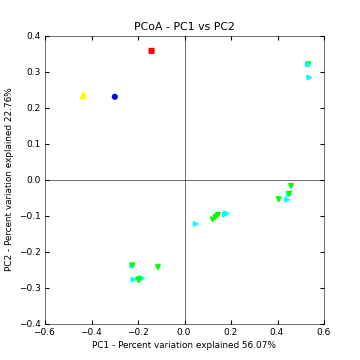 PCoA - PC1 vs PC2
PC2 - Percent variation explained 22.76%
0.4
0.3
0.2
0.1
0.0
−0.1
−0.2
−0.3
−0.4
−0.6 −0.4 −0.2 0.0 0.2 0.4 0.6
PC1 - Percent variation explained 56.07%